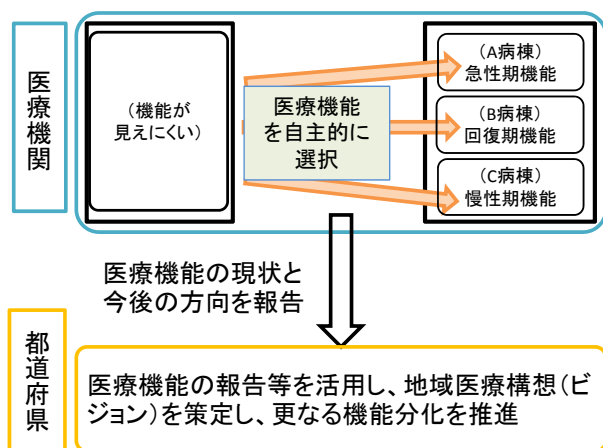 医療機関
(機能が
見えにくい)
医療機能
を自主的に
選択
(A病棟)
急性期機能
(B病棟)
回復期機能
(C病棟)
慢性期機能
医療機能の現状と
今後の方向を報告
都道府県
医療機能の報告等を活用し、地域医療構想(ビ
ジョン)を策定し、更なる機能分化を推進